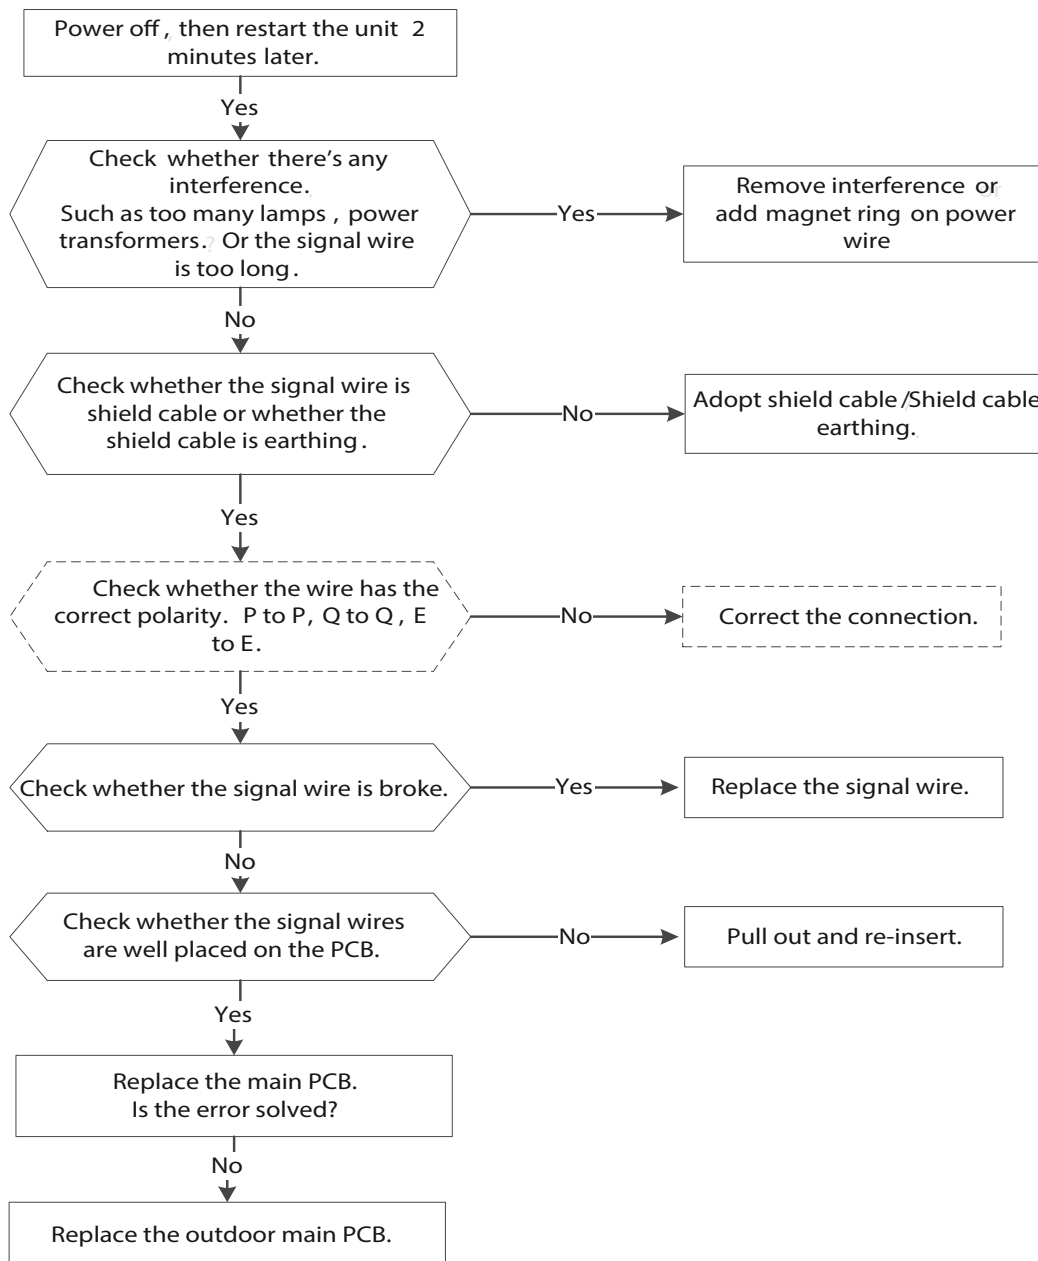 Power off, then restart the unit 2
minutes later.
Yes
Check whether there's any
interference.
Such as too many lamps, power
transformers. Or the signal wire
is too long.
Yes
Remove interference or
add magnet ring on power
wire
No
Check whether the signal wire is
shield cable or whether the
shield cable is earthing.
No
Adopt shield cable/Shield cable
earthing.
Yes
Check whether the wire has the
correct polarity. P to P, Q to Q, E
to E.
No
Correct the connection.
Yes
Check whether the signal wire is broke.
Yes
Replace the signal wire.
No
Check whether the signal wires
are well placed on the PCB.
No
Pull out and re-insert.
Yes
Replace the main PCB.
Is the error solved?
No
Replace the outdoor main PCB.